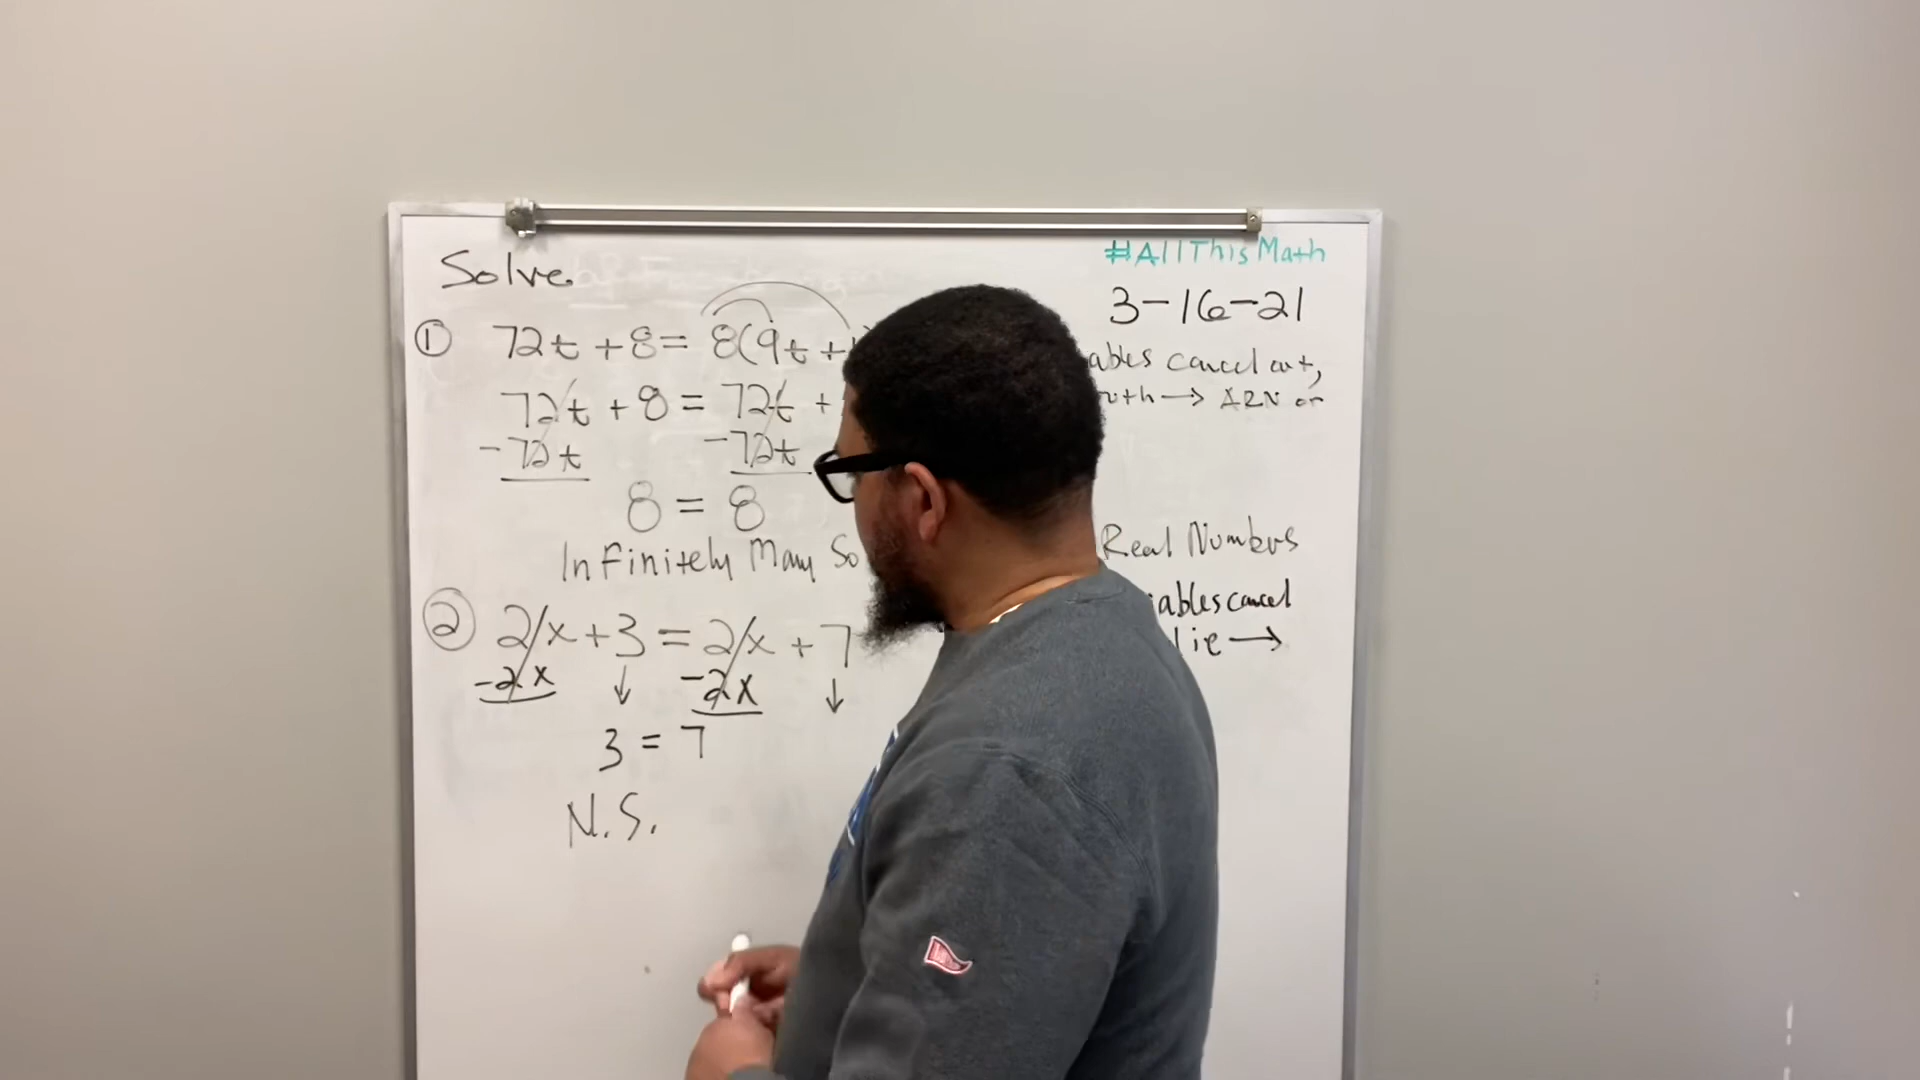 Solve
#AllThisMath
3-16-21
① 72t + 8 = 8(9t +
72t + 8 = 72t +
-72t -72t
8 = 8
Infinitely Many So
② 2x + 3 = 2x + 7
-2x ↓ -2x ↓
3 = 7
N.S.
ables cancel out,
uth → ARN or
Real Numbers
ables cancel
lie →